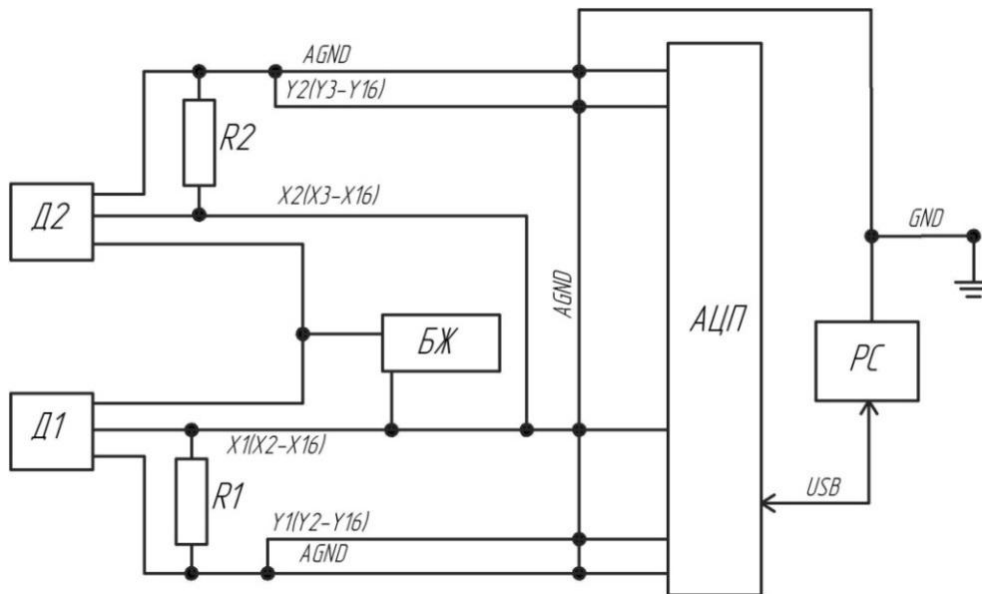 AGND
Y2(Y3-Y16)
R2
X2(X3-X16)
Д2
GND
AGND
АЦП
БЖ
PC
Д1
X1(X2-X16)
R1
USB
Y1(Y2-Y16)
AGND